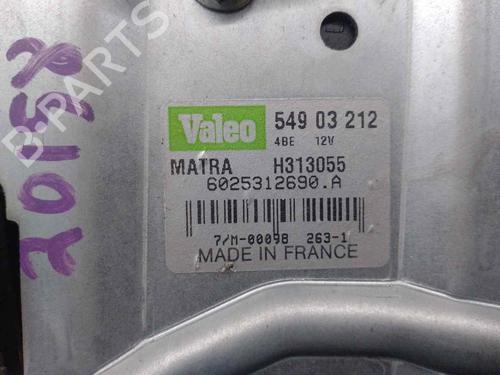 B-PARTS
Valeo 549 03 212
4BE 12V
MATRA H313055
6025312690.A
7/M-00098 263-1
MADE IN FRANCE